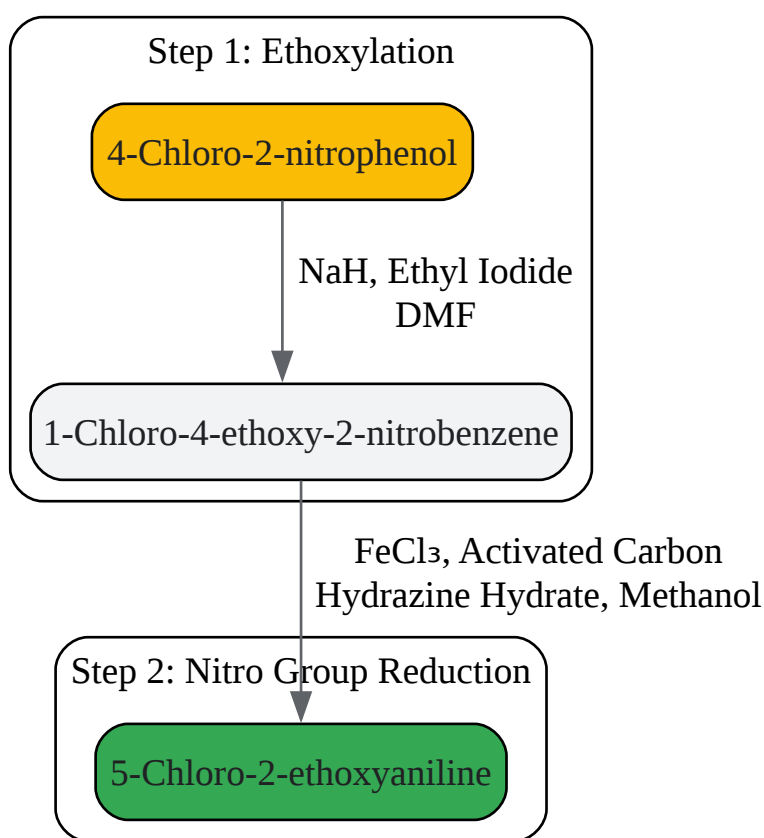 Step 1: Ethoxylation
4-Chloro-2-nitrophenol
NaH, Ethyl Iodide
DMF
1-Chloro-4-ethoxy-2-nitrobenzene
FeCl₃, Activated Carbon
Hydrazine Hydrate, Methanol
Step 2: Nitro Group Reduction
5-Chloro-2-ethoxyaniline